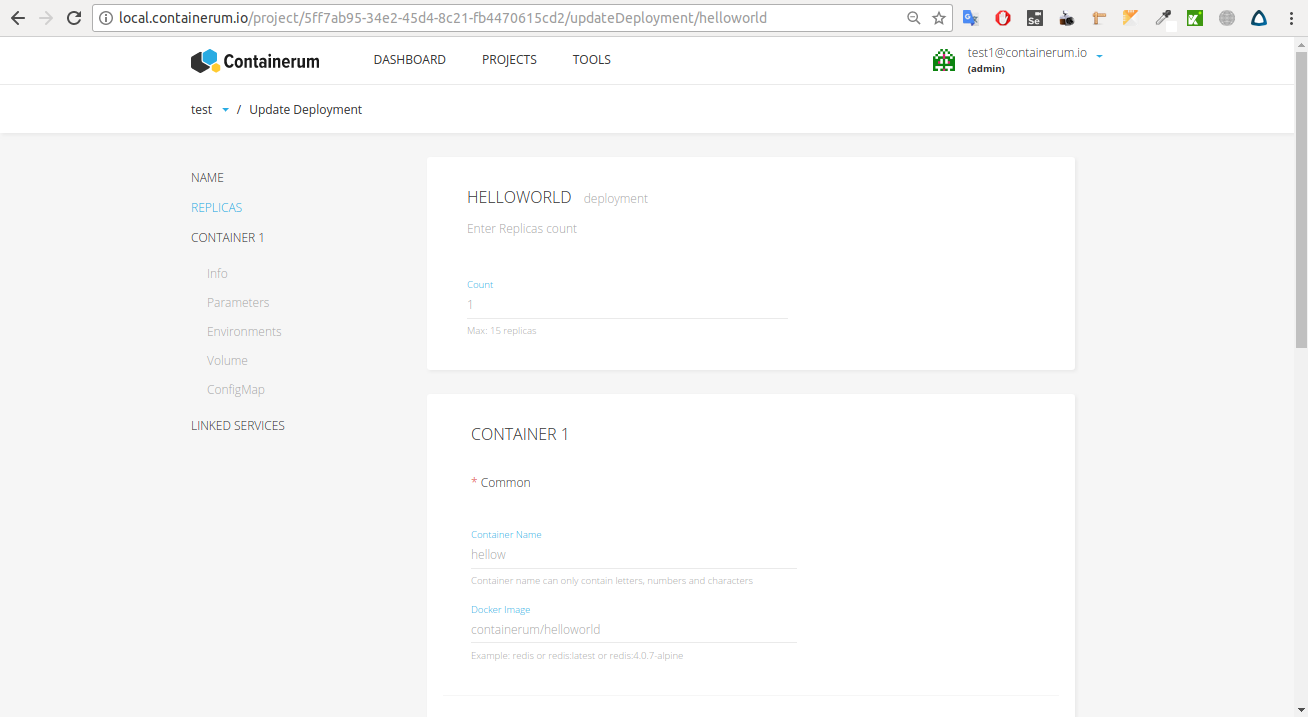 local.containerum.io/project/5ff7ab95-34e2-45d4-8c21-fb4470615cd2/updateDeployment/helloworld
Se
K
Containerum DASHBOARD PROJECTS TOOLS test1@containerum.io
(admin)
test / Update Deployment
NAME
REPLICAS
CONTAINER 1
Info
Parameters
Environments
Volume
ConfigMap
LINKED SERVICES
HELLOWORLD deployment
Enter Replicas count
Count
1
Max: 15 replicas
CONTAINER 1
* Common
Container Name
hellow
Container name can only contain letters, numbers and characters
Docker Image
containerum/helloworld
Example: redis or redis:latest or redis:4.0.7-alpine